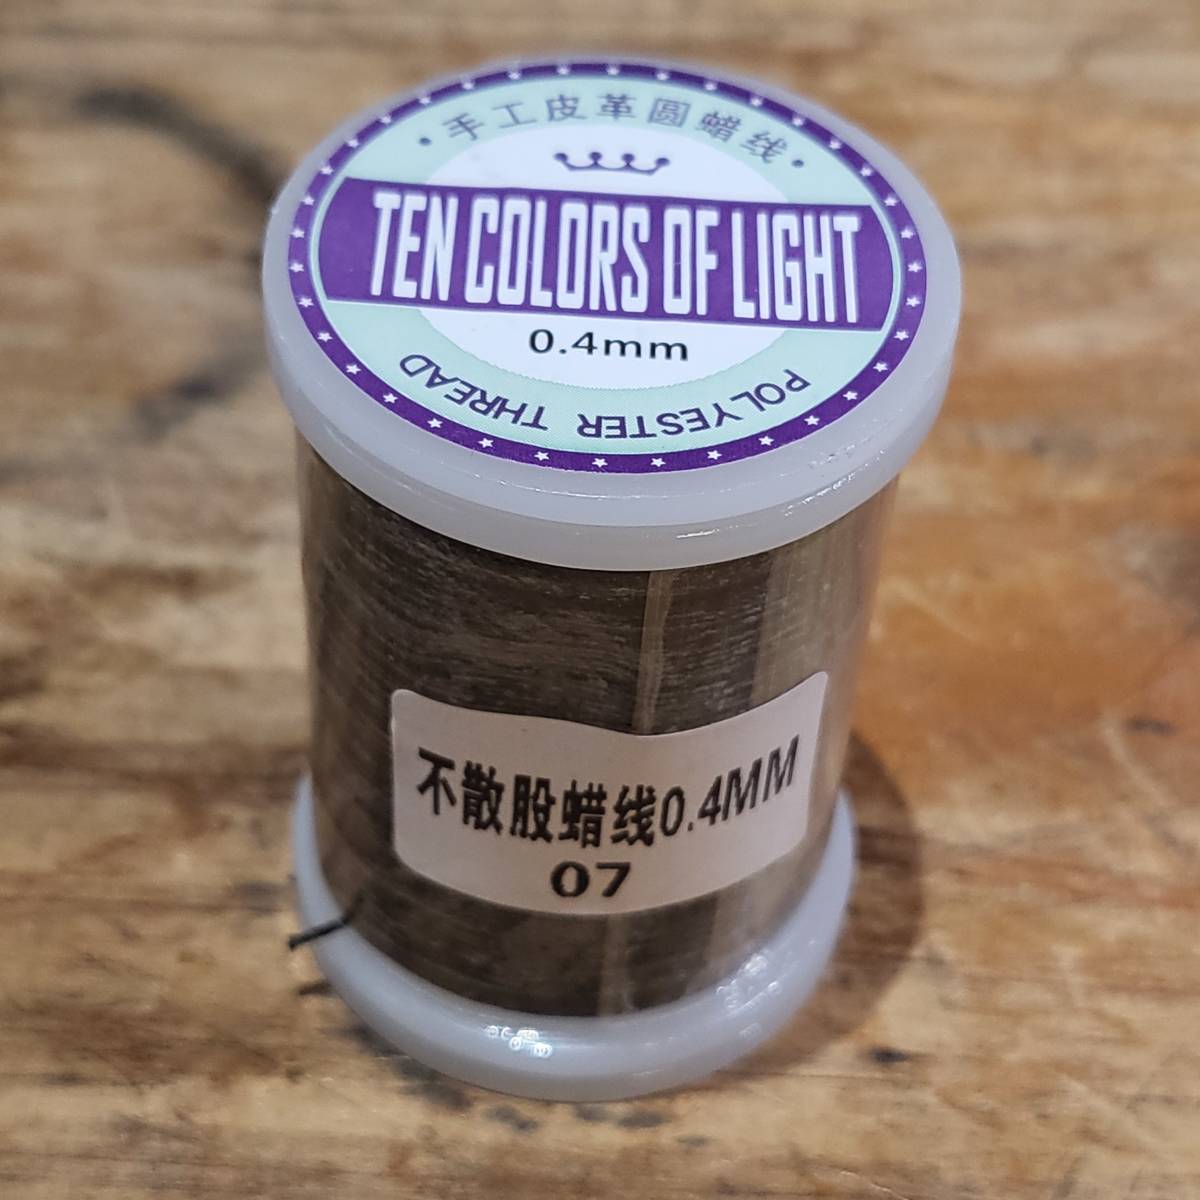 ·手工皮革圆蜡线·
TEN COLORS OF LIGHT
0.4mm
POLYESTER THREAD
不散股蜡线0.4MM
07